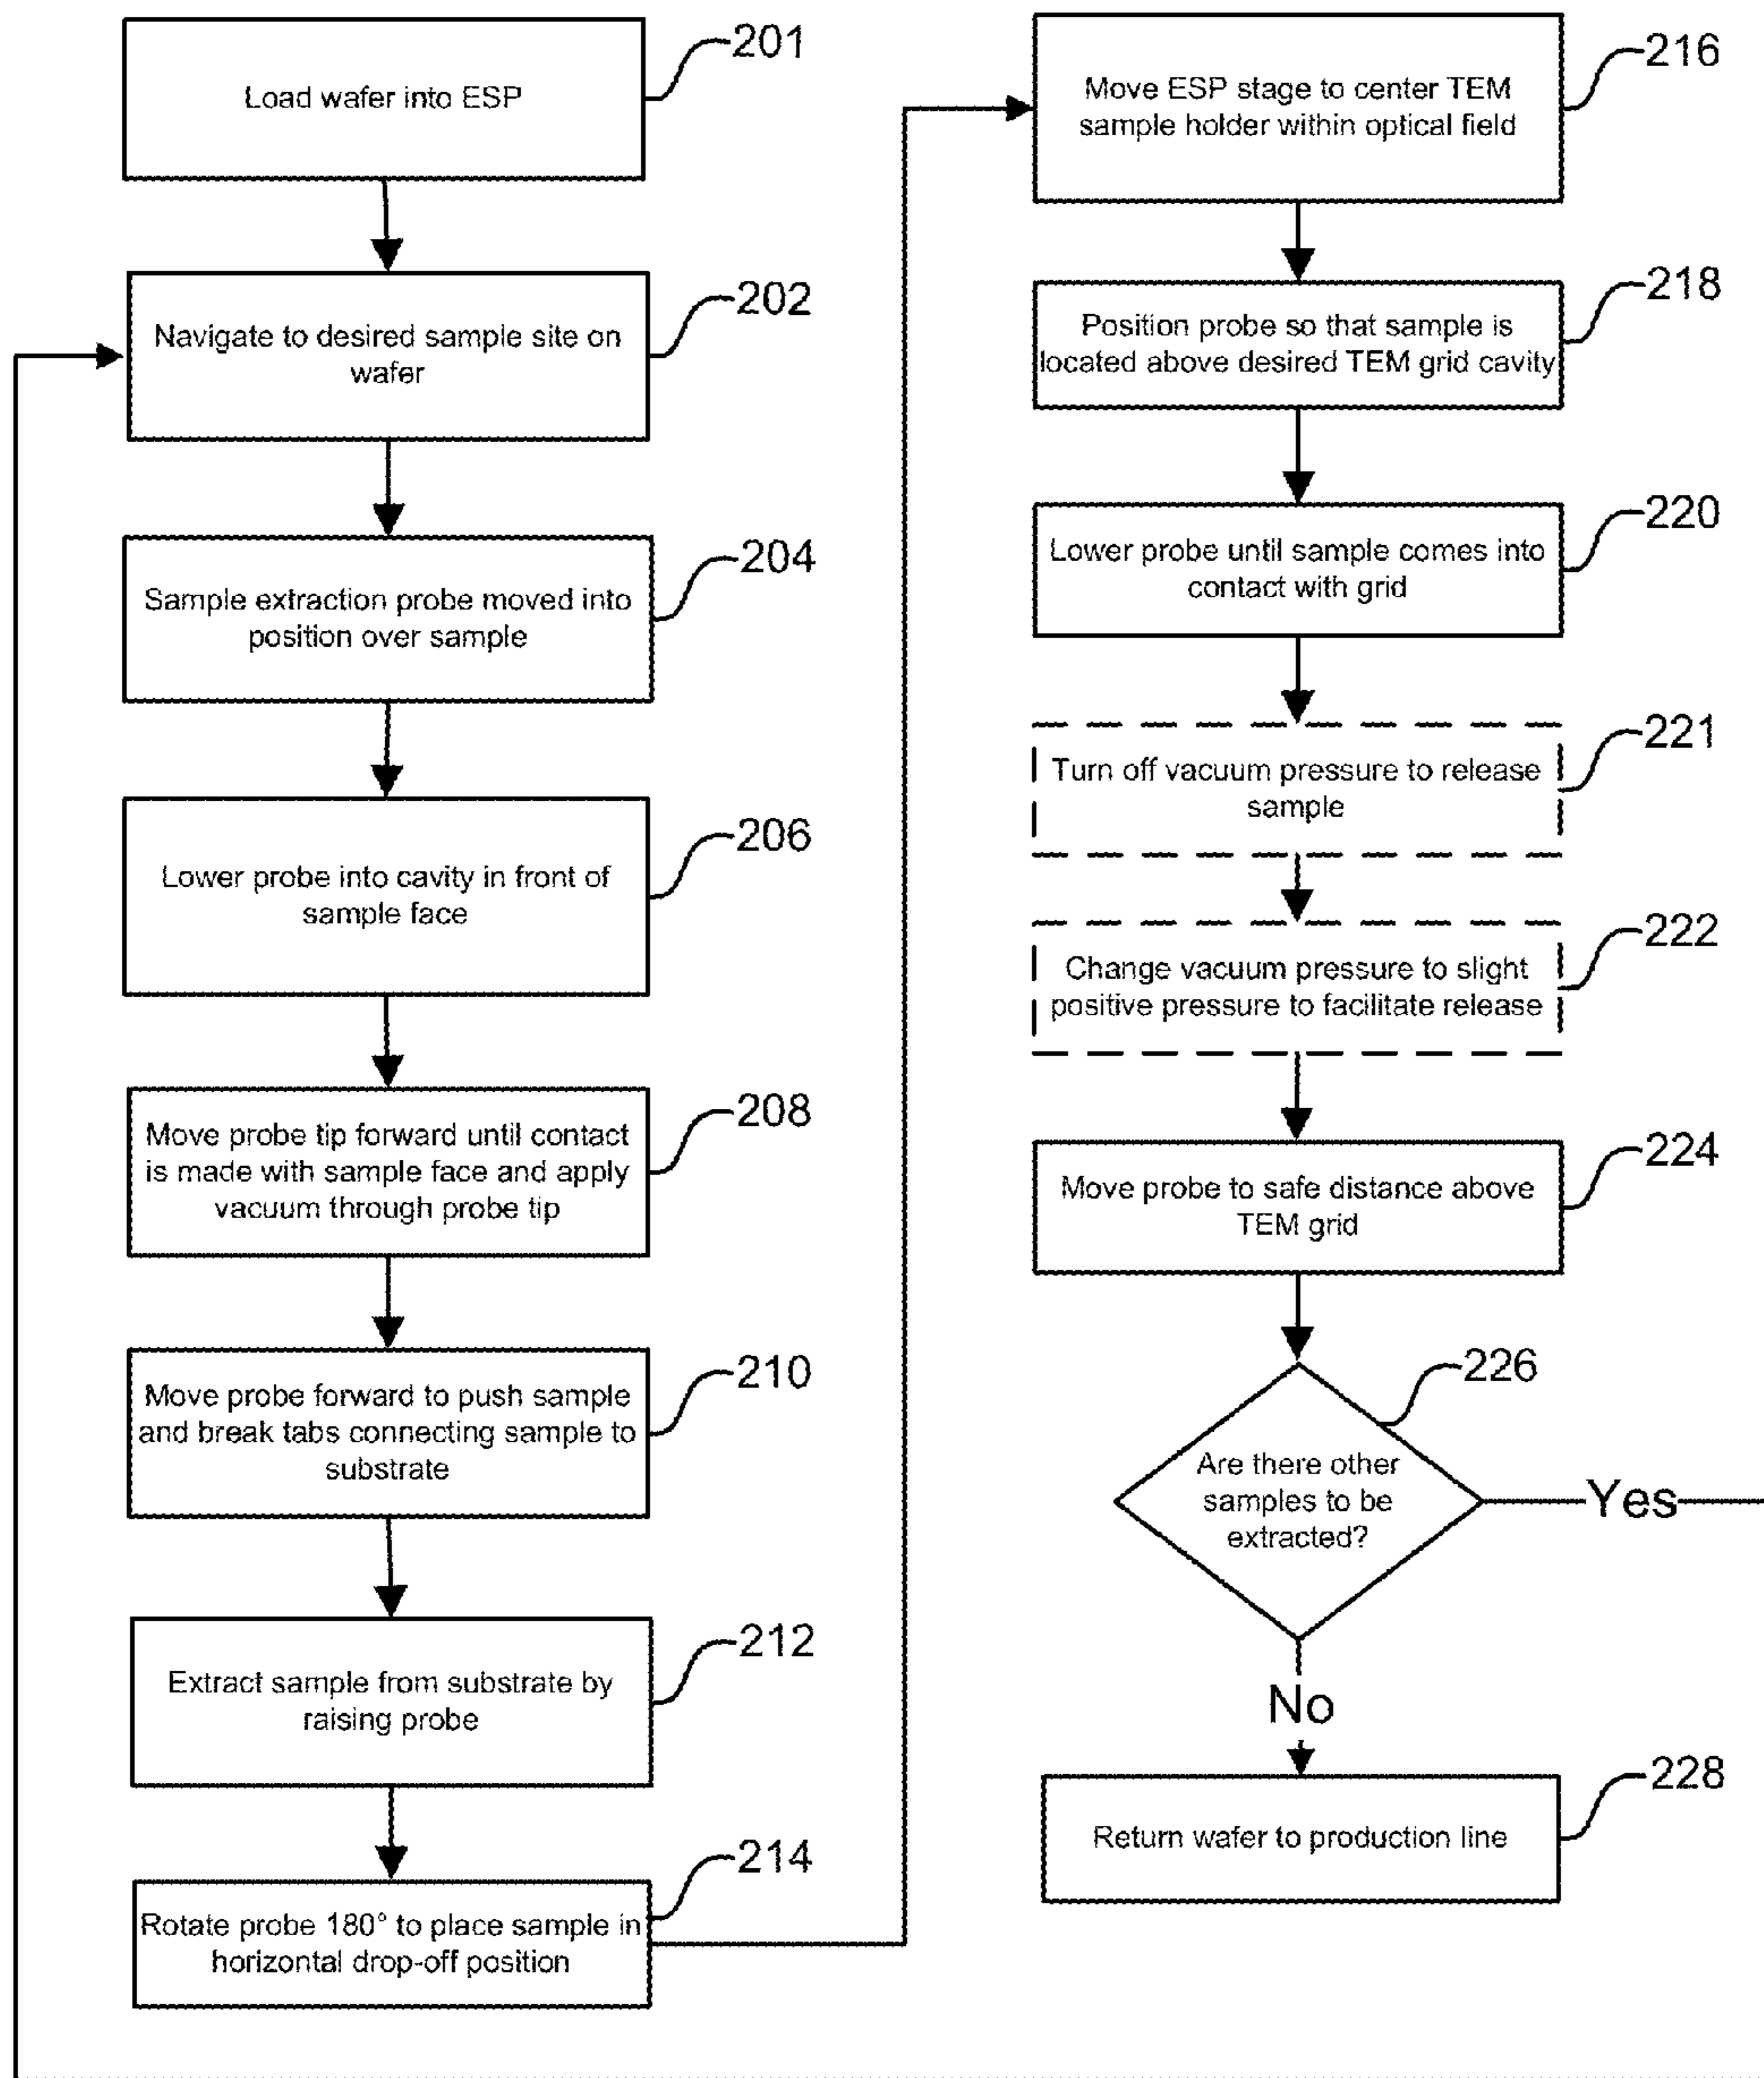 Load wafer into ESP
201
Navigate to desired sample site on
wafer
202
Sample extraction probe moved into
position over sample
204
Lower probe into cavity in front of
sample face
206
Move probe tip forward until contact
is made with sample face and apply
vacuum through probe tip
208
Move probe forward to push sample
and break tabs connecting sample to
substrate
210
Extract sample from substrate by
raising probe
212
Rotate probe 180° to place sample in
horizontal drop-off position
214
Move ESP stage to center TEM
sample holder within optical field
216
Position probe so that sample is
located above desired TEM grid cavity
218
Lower probe until sample comes into
contact with grid
220
Turn off vacuum pressure to release
sample
221
Change vacuum pressure to slight
positive pressure to facilitate release
222
Move probe to safe distance above
TEM grid
224
Are there other
samples to be
extracted?
226
Yes
No
Return wafer to production line
228